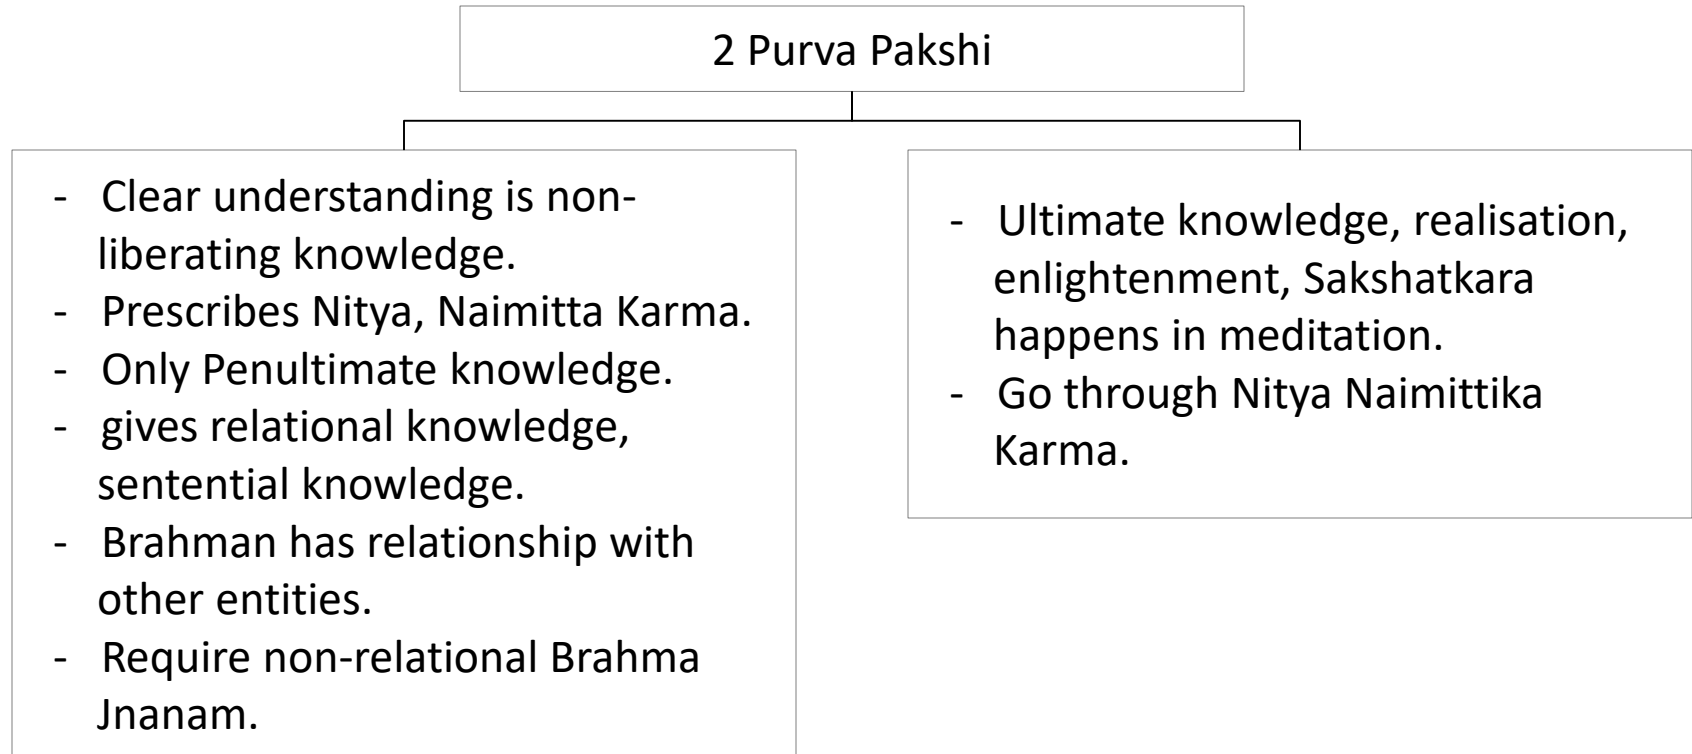 2 Purva Pakshi
- Clear understanding is non-
liberating knowledge.
- Prescribes Nitya, Naimitta Karma.
- Only Penultimate knowledge.
- gives relational knowledge,
sentential knowledge.
- Brahman has relationship with
other entities.
- Require non-relational Brahma
Jnanam.
- Ultimate knowledge, realisation,
enlightenment, Sakshatkara
happens in meditation.
- Go through Nitya Naimittika
Karma.